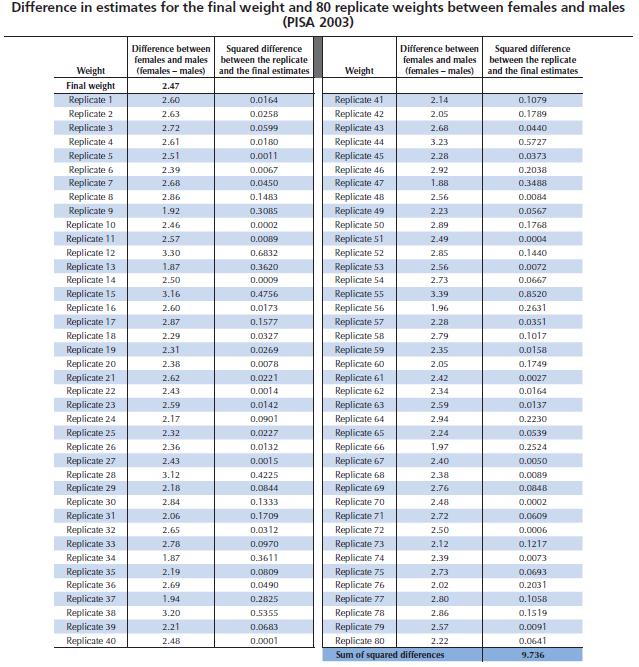 Difference in estimates for the final weight and 80 replicate weights between females and males
(PISA 2003)
Weight | Difference between females and males (females – males) | Squared difference between the replicate and the final estimates | Weight | Difference between females and males (females – males) | Squared difference between the replicate and the final estimates
Final weight 2.47
Replicate 1 2.60 0.0164 Replicate 41 2.14 0.1079
Replicate 2 2.63 0.0258 Replicate 42 2.05 0.1789
Replicate 3 2.72 0.0599 Replicate 43 2.68 0.0440
Replicate 4 2.61 0.0180 Replicate 44 3.23 0.5727
Replicate 5 2.51 0.0011 Replicate 45 2.28 0.0373
Replicate 6 2.39 0.0067 Replicate 46 2.92 0.2038
Replicate 7 2.68 0.0450 Replicate 47 1.88 0.3488
Replicate 8 2.86 0.1483 Replicate 48 2.56 0.0084
Replicate 9 1.92 0.3085 Replicate 49 2.23 0.0567
Replicate 10 2.46 0.0002 Replicate 50 2.89 0.1768
Replicate 11 2.57 0.0089 Replicate 51 2.49 0.0004
Replicate 12 3.30 0.6832 Replicate 52 2.85 0.1440
Replicate 13 1.87 0.3620 Replicate 53 2.56 0.0072
Replicate 14 2.50 0.0009 Replicate 54 2.73 0.0667
Replicate 15 3.16 0.4756 Replicate 55 3.39 0.8520
Replicate 16 2.60 0.0173 Replicate 56 1.96 0.2631
Replicate 17 2.87 0.1577 Replicate 57 2.28 0.0351
Replicate 18 2.29 0.0327 Replicate 58 2.79 0.1017
Replicate 19 2.31 0.0269 Replicate 59 2.35 0.0158
Replicate 20 2.38 0.0078 Replicate 60 2.05 0.1749
Replicate 21 2.62 0.0221 Replicate 61 2.42 0.0027
Replicate 22 2.43 0.0014 Replicate 62 2.34 0.0164
Replicate 23 2.59 0.0142 Replicate 63 2.59 0.0137
Replicate 24 2.17 0.0901 Replicate 64 2.94 0.2230
Replicate 25 2.32 0.0227 Replicate 65 2.24 0.0539
Replicate 26 2.36 0.0132 Replicate 66 1.97 0.2524
Replicate 27 2.43 0.0015 Replicate 67 2.40 0.0050
Replicate 28 3.12 0.4225 Replicate 68 2.38 0.0089
Replicate 29 2.18 0.0844 Replicate 69 2.76 0.0848
Replicate 30 2.84 0.1333 Replicate 70 2.48 0.0002
Replicate 31 2.06 0.1709 Replicate 71 2.72 0.0609
Replicate 32 2.65 0.0312 Replicate 72 2.50 0.0006
Replicate 33 2.78 0.0970 Replicate 73 2.12 0.1217
Replicate 34 1.87 0.3611 Replicate 74 2.39 0.0073
Replicate 35 2.19 0.0809 Replicate 75 2.73 0.0693
Replicate 36 2.69 0.0490 Replicate 76 2.02 0.2031
Replicate 37 1.94 0.2825 Replicate 77 2.80 0.1058
Replicate 38 3.20 0.5355 Replicate 78 2.86 0.1519
Replicate 39 2.21 0.0683 Replicate 79 2.57 0.0091
Replicate 40 2.48 0.0001 Replicate 80 2.22 0.0641
Sum of squared differences 9.736